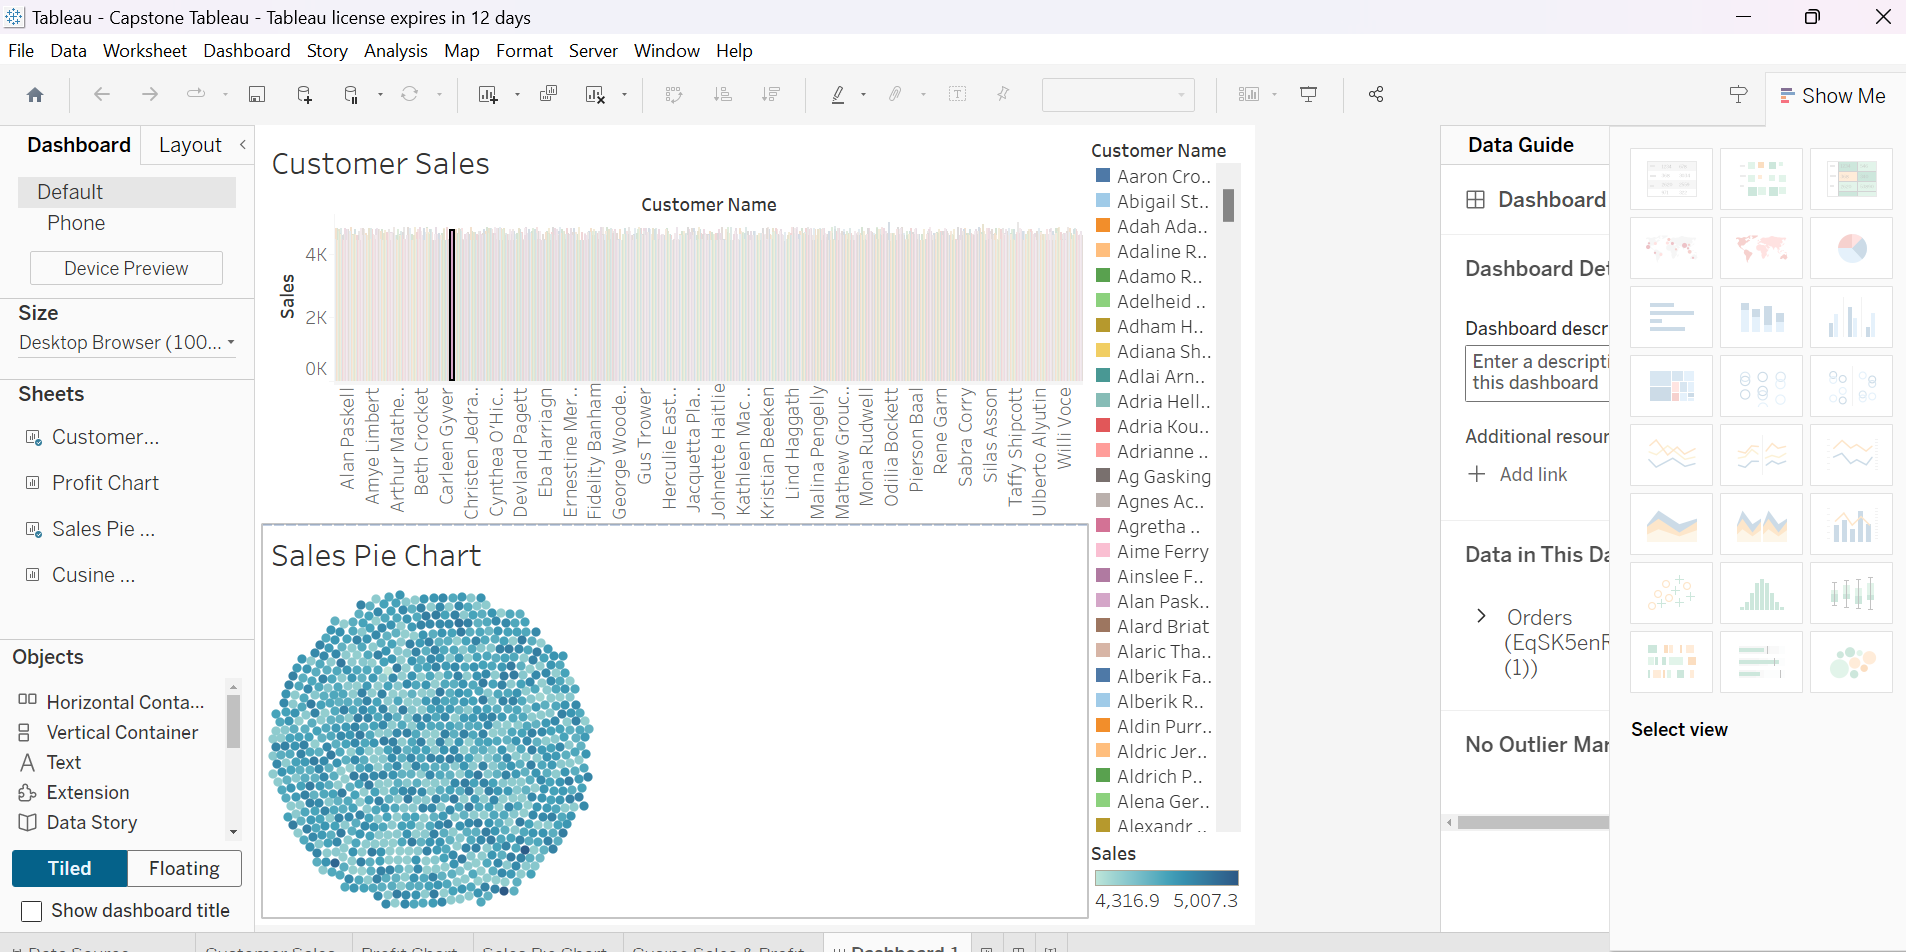 Tableau - Capstone Tableau - Tableau license expires in 12 days
File Data Worksheet Dashboard Story Analysis Map Format Server Window Help
Show Me
Dashboard Layout
Default
Phone
Device Preview
Size
Desktop Browser (100...
Sheets
Customer...
Profit Chart
Sales Pie ...
Cusine ...
Objects
Horizontal Conta...
Vertical Container
Text
Extension
Data Story
Tiled Floating
Show dashboard title
Customer Sales
Customer Name
Sales
4K
2K
0K
Alan Paskell
Amye Limbert
Arthur Mathe..
Beth Crocket
Carleen Gyver
Christen Jedra..
Cynthea O'Hic..
Devland Pagett
Eba Harriagn
Ernestine Mer..
Fidelity Banham
George Woode..
Gus Trower
Herculie East..
Jacquetta Pla..
Johnette Haitlie
Kathleen Mac ..
Kristian Beeken
Lind Haggath
Malina Pengelly
Mathew Grouc..
Mona Rudwell
Odilia Bockett
Pierson Baal
Rene Garn
Sabra Corry
Silas Asson
Taffy Shipcott
Ulberto Alyutin
Willi Voce
Sales Pie Chart
Customer Name
Aaron Cro..
Abigail St..
Adah Ada..
Adaline R..
Adamo R..
Adelheid ..
Adham H..
Adiana Sh..
Adlai Arn..
Adria Hell..
Adria Kou..
Adrianne ..
Ag Gasking
Agnes Ac..
Agretha ..
Aime Ferry
Ainslee F..
Alan Pask..
Alard Briat
Alaric Tha..
Alberik Fa..
Alberik R..
Aldin Purr..
Aldric Jer..
Aldrich P..
Alena Ger..
Alexandr ..
Sales
4,316.9 5,007.3
Data Guide
Dashboard
Dashboard Det
Dashboard descr
Enter a descripti
this dashboard
Additional resour
Add link
Data in This Da
Orders
(EqSK5enR
(1))
No Outlier Mar
Select view
Data Source Customer Sales Profit Chart Sales Pie Chart Cusine Sales & Profit Dashboard 1